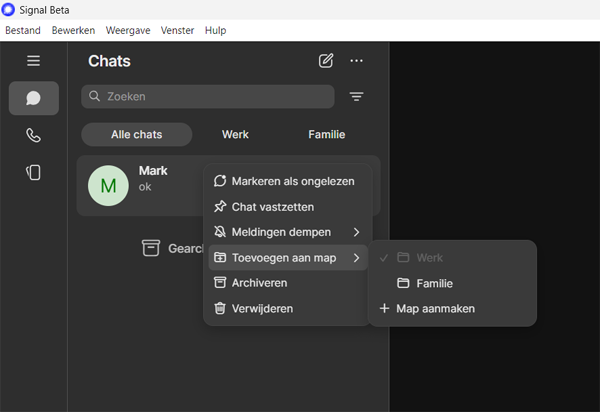 Signal Beta
Bestand Bewerken Weergave Venster Hulp
Chats
Zoeken
Alle chats Werk Familie
Mark
M
ok
Markeren als ongelezen
Chat vastzetten
Meldingen dempen
Toevoegen aan map
Werk
Archiveren
Familie
Verwijderen
Map aanmaken